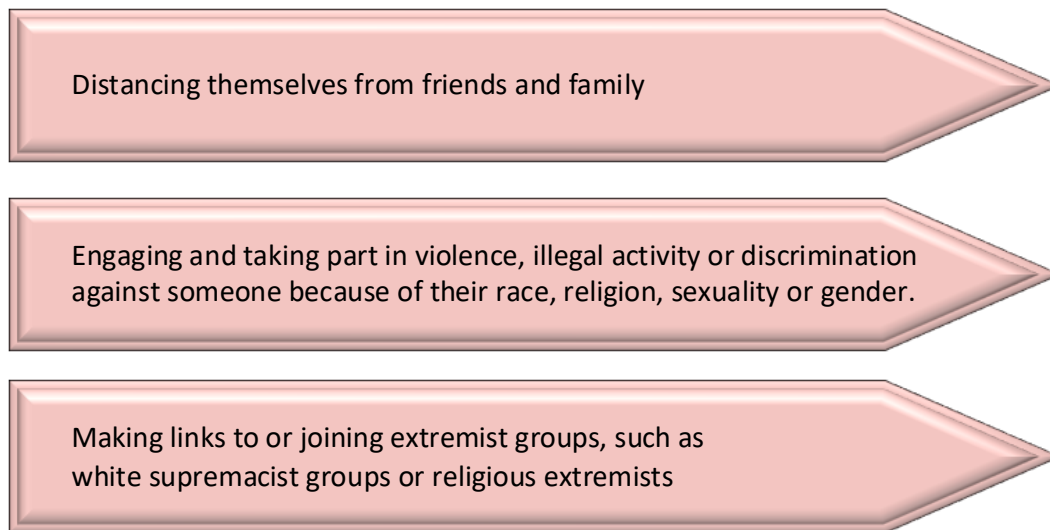 Distancing themselves from friends and family
Engaging and taking part in violence, illegal activity or discrimination
against someone because of their race, religion, sexuality or gender.
Making links to or joining extremist groups, such as
white supremacist groups or religious extremists